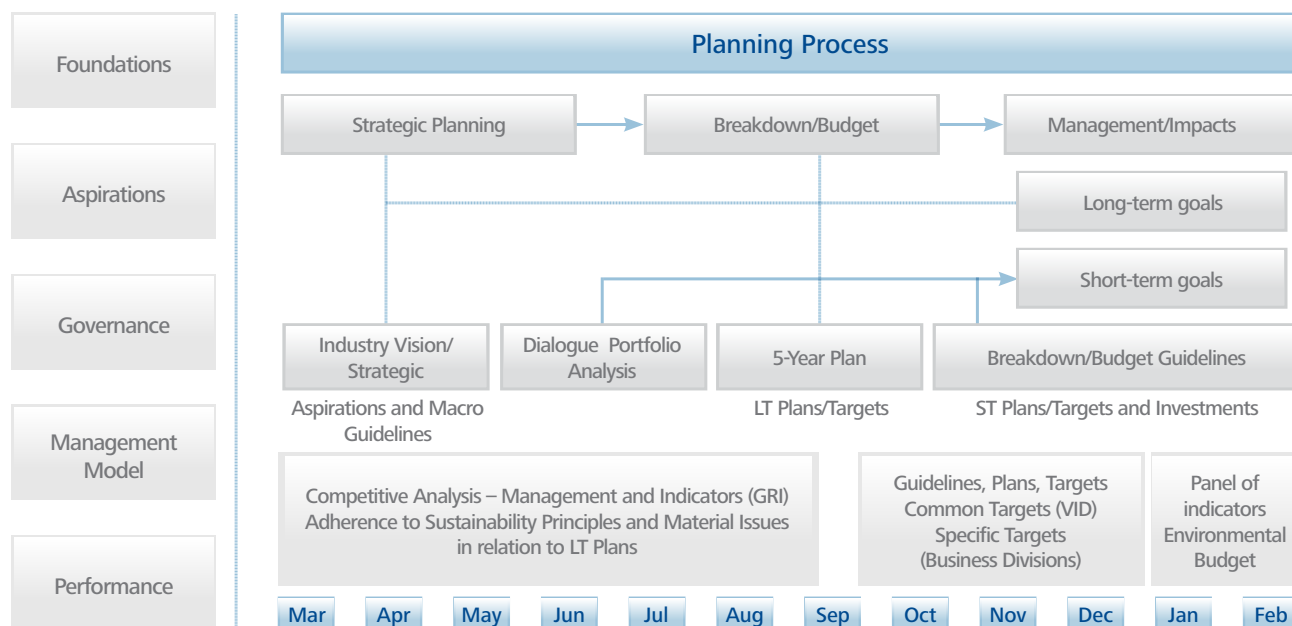 Foundations
Aspirations
Governance
Management
Model
Performance
Planning Process
Strategic Planning
Breakdown/Budget
Management/Impacts
Long-term goals
Short-term goals
Industry Vision/
Strategic
Dialogue Portfolio
Analysis
5-Year Plan
Breakdown/Budget Guidelines
Aspirations and Macro
Guidelines
LT Plans/Targets
ST Plans/Targets and Investments
Competitive Analysis – Management and Indicators (GRI)
Adherence to Sustainability Principles and Material Issues
in relation to LT Plans
Guidelines, Plans, Targets
Common Targets (VID)
Specific Targets
(Business Divisions)
Panel of
indicators
Environmental
Budget
Mar Apr May Jun Jul Aug Sep Oct Nov Dec Jan Feb